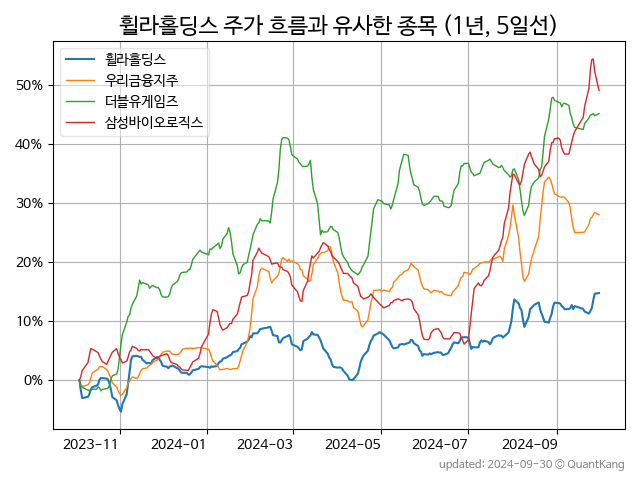 휠라홀딩스 주가 흐름과 유사한 종목 (1년, 5일선)
휠라홀딩스
우리금융지주
더블유게임즈
삼성바이오로직스
50%
40%
30%
20%
10%
0%
2023-11 2024-01 2024-03 2024-05 2024-07 2024-09
updated: 2024-09-30 © QuantKang